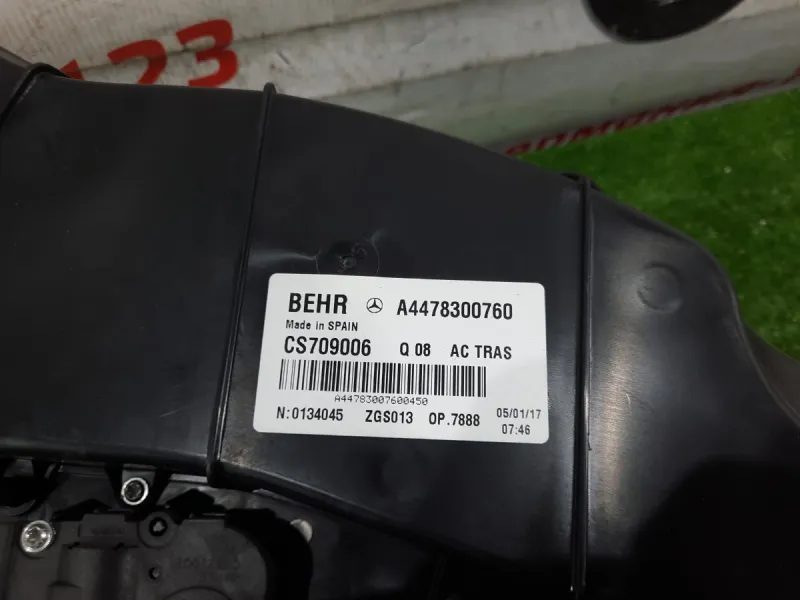 123
BEHR A4478300760
Made in SPAIN
CS709006 Q 08 AC TRAS
A44783007600450
N:0134045 ZGS013 OP.7888 05/01/17
07:46